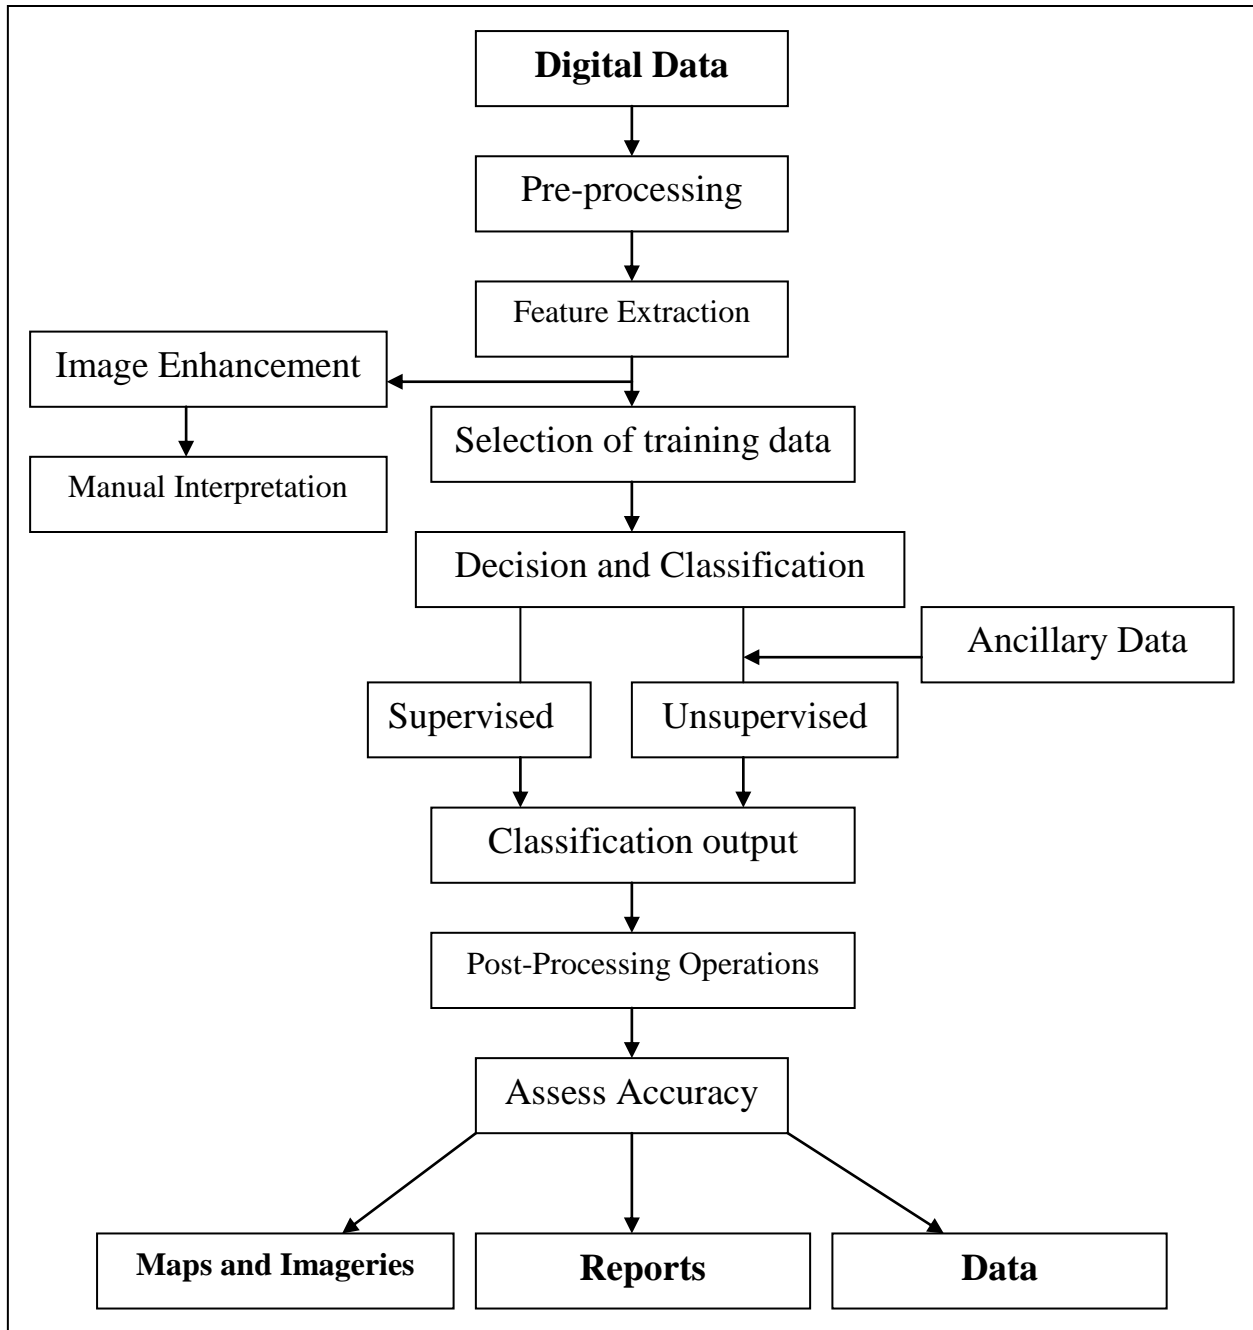 Digital Data
Pre-processing
Feature Extraction
Image Enhancement
Selection of training data
Manual Interpretation
Decision and Classification
Ancillary Data
Supervised
Unsupervised
Classification output
Post-Processing Operations
Assess Accuracy
Maps and Imageries
Reports
Data